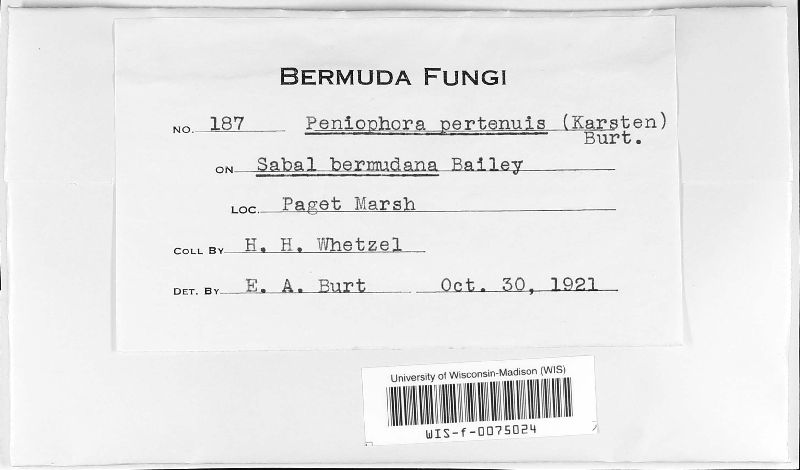 BERMUDA FUNGI
NO. 187 Peniophora pertenuis (Karsten)
Burt.
ON Sabal bermudana Bailey
LOC. Paget Marsh
COLL BY H. H. Whetzel
DET. BY E. A. Burt Oct. 30, 1921
University of Wisconsin-Madison (WIS)
WIS-f-0075024